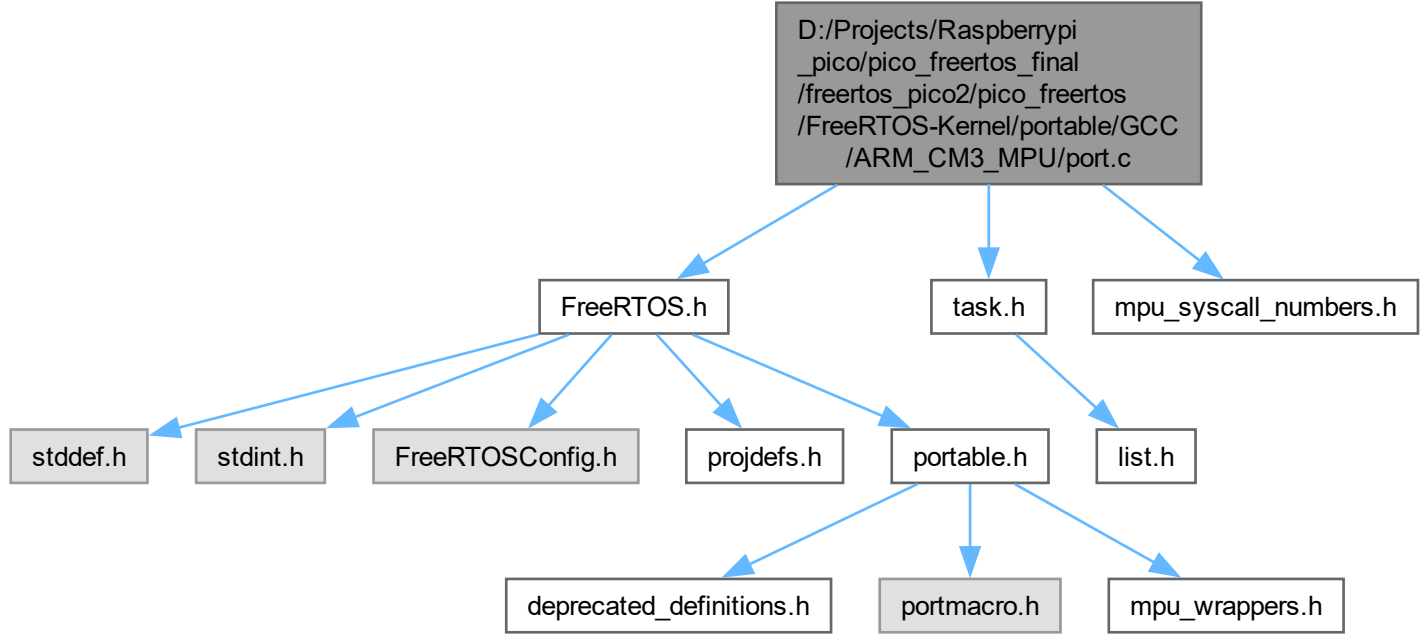 D:/Projects/Raspberrypi
_pico/pico_freertos_final
/freertos_pico2/pico_freertos
/FreeRTOS-Kernel/portable/GCC
/ARM_CM3_MPU/port.c
FreeRTOS.h
task.h
mpu_syscall_numbers.h
stddef.h
stdint.h
FreeRTOSConfig.h
projdefs.h
portable.h
list.h
deprecated_definitions.h
portmacro.h
mpu_wrappers.h